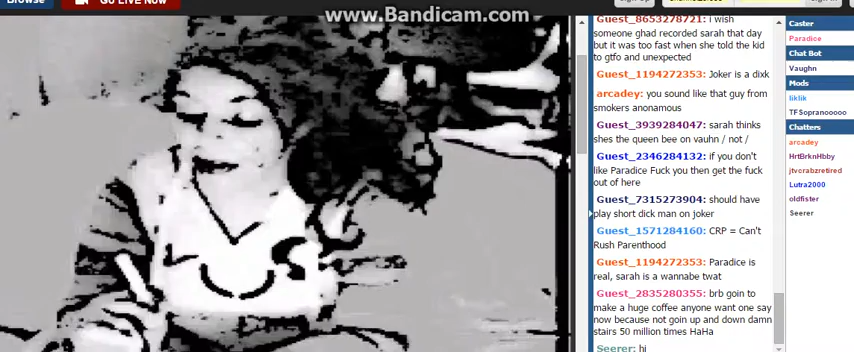 Browse
GO LIVE NOW
www.Bandicam.com
Guest_8653278721: i wish
someone ghad recorded sarah that day
but it was too fast when she told the kid
to gtfo and unexpected
Guest_1194272353: Joker is a dixk
arcadey: you sound like that guy from
smokers anonamous
Guest_3939284047: sarah thinks
shes the queen bee on vauhn / not /
Guest_2346284132: if you don't
like Paradice Fuck you then get the fuck
out of here
Guest_7315273904: should have
play short dick man on joker
Guest_1571284160: CRP = Can't
Rush Parenthood
Guest_1194272353: Paradice is
real, sarah is a wannabe twat
Guest_2835280355: brb goin to
make a huge coffee anyone want one say
now because not goin up and down damn
stairs 50 million times HaHa
Seerer: hi
Caster
Paradice
Chat Bot
Vaughn
Mods
liklik
TFSopranooooo
Chatters
arcadey
HrtBrknHbby
jtvcrabzretired
Lutra2000
oldfister
Seerer